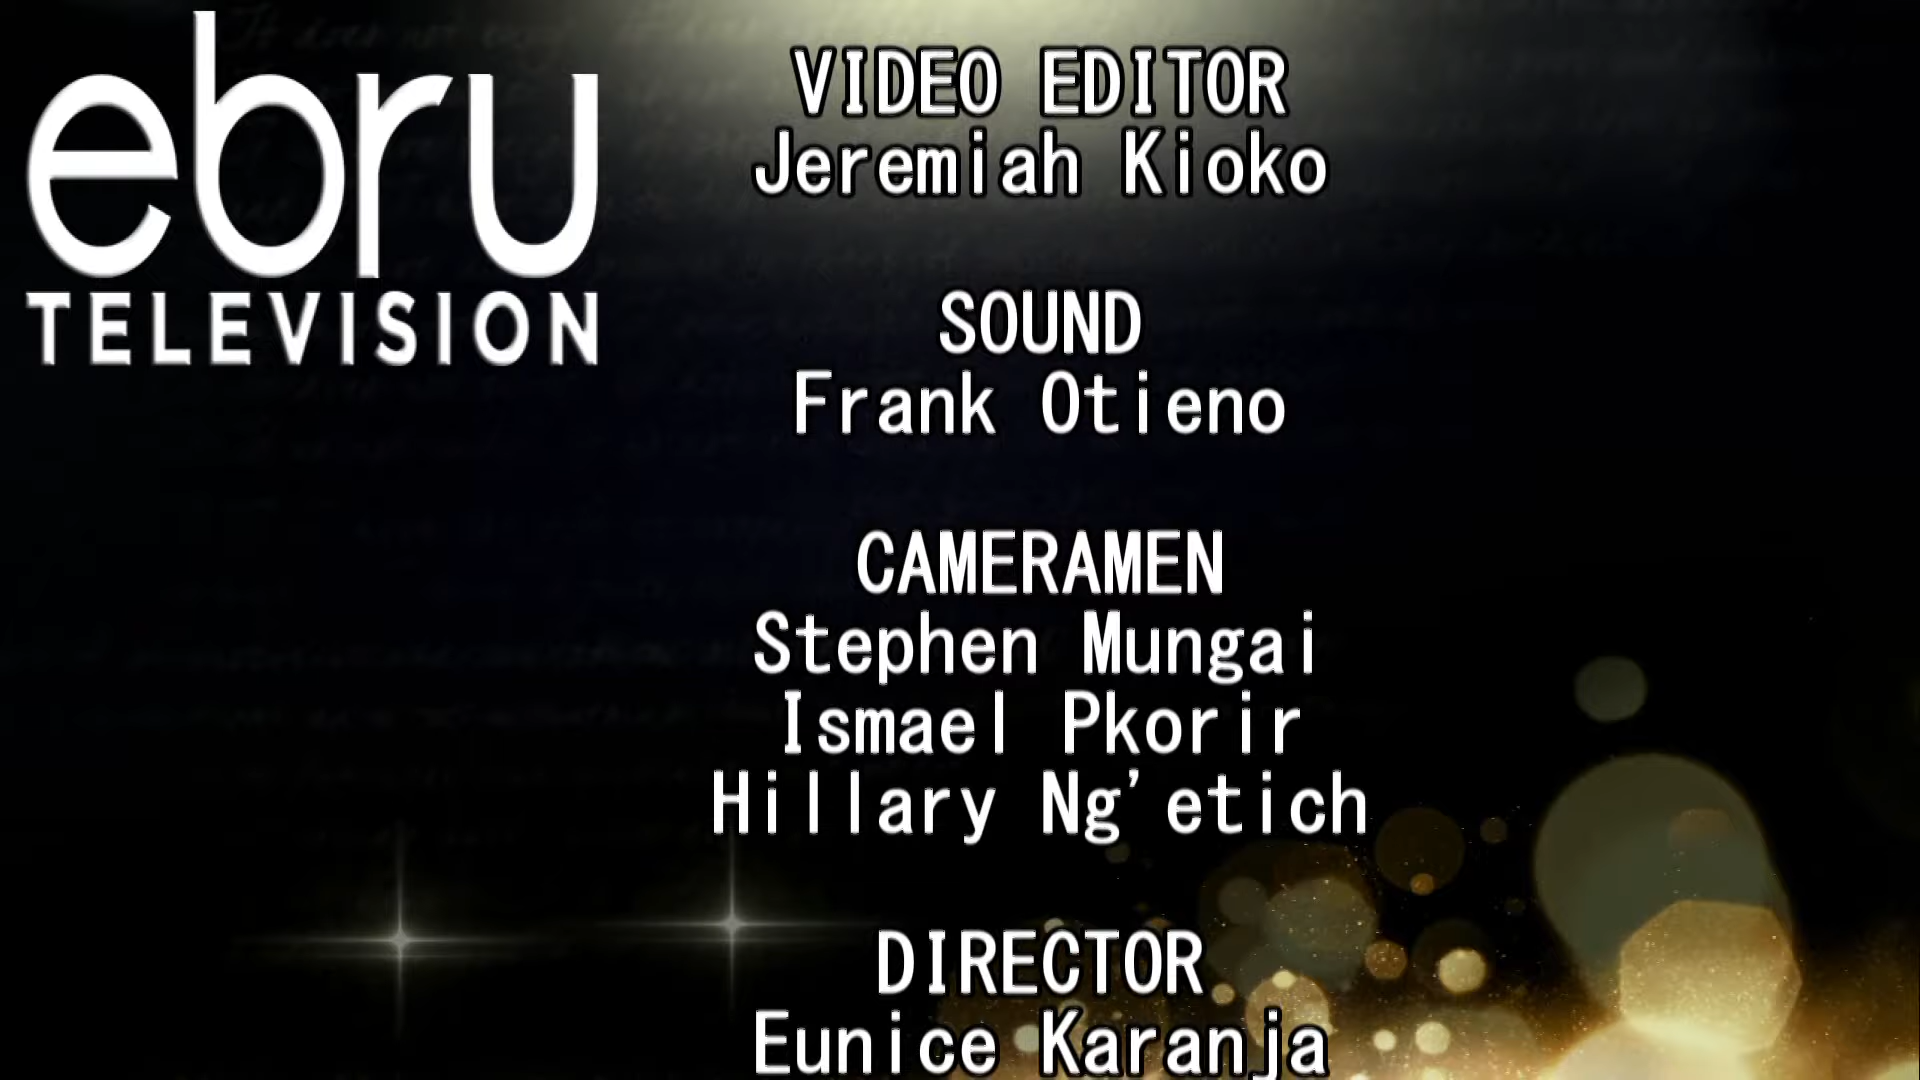 ebru
TELEVISION
VIDEO EDITOR
Jeremiah Kioko
SOUND
Frank Otieno
CAMERAMEN
Stephen Mungai
Ismael Pkorir
Hillary Ng'etich
DIRECTOR
Eunice Karanja